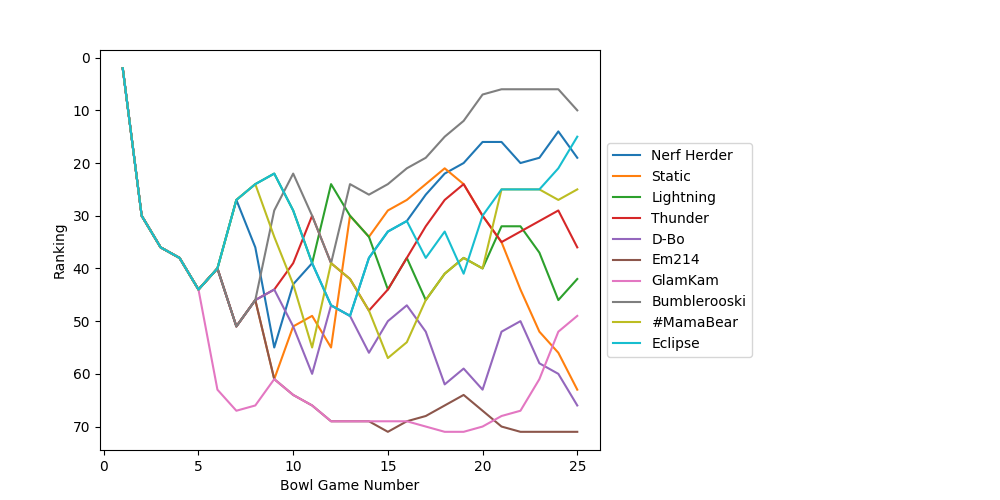 0
10
20
30
40
50
60
70
Ranking
0 5 10 15 20 25
Bowl Game Number
Nerf Herder
Static
Lightning
Thunder
D-Bo
Em214
GlamKam
Bumblerooski
#MamaBear
Eclipse